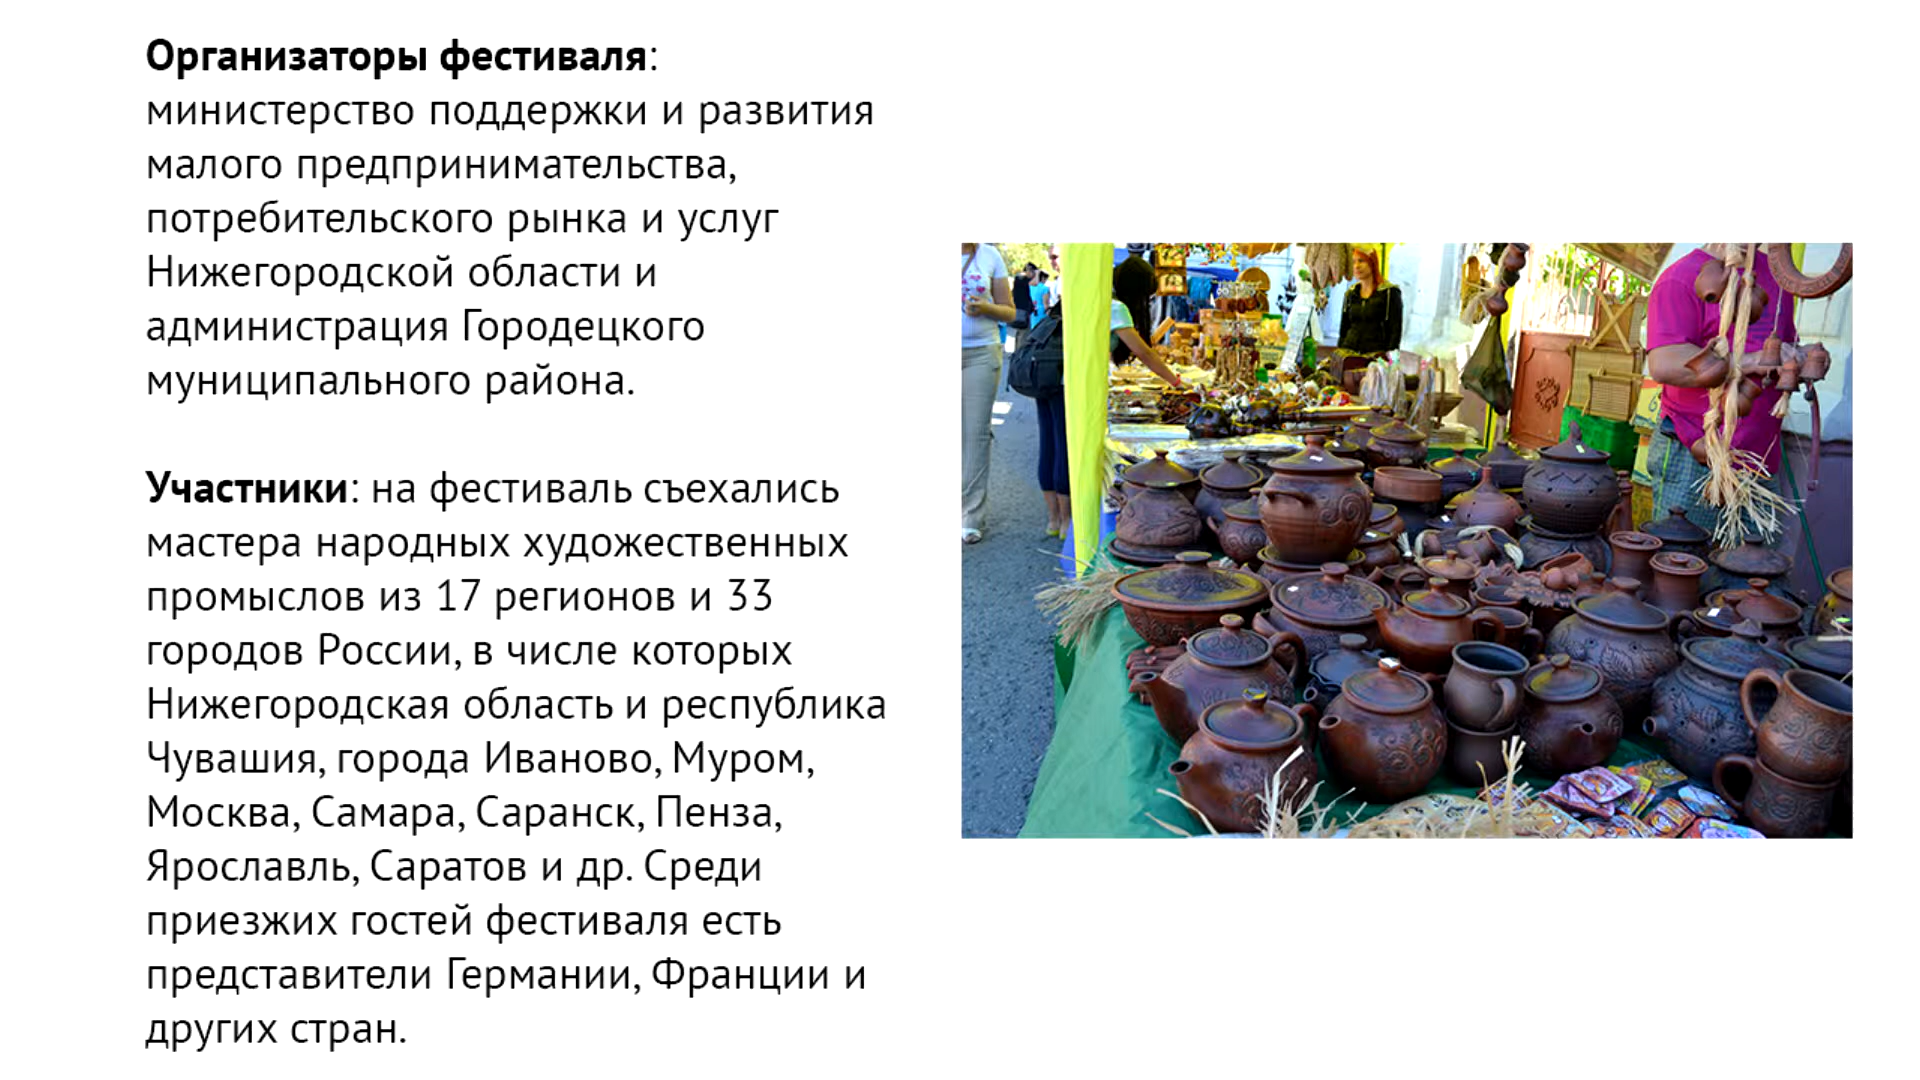 Организаторы фестиваля:
министерство поддержки и развития
малого предпринимательства,
потребительского рынка и услуг
Нижегородской области и
администрация Городецкого
муниципального района.
Участники: на фестиваль съехались
мастера народных художественных
промыслов из 17 регионов и 33
городов России, в числе которых
Нижегородская область и республика
Чувашия, города Иваново, Муром,
Москва, Самара, Саранск, Пенза,
Ярославль, Саратов и др. Среди
приезжих гостей фестиваля есть
представители Германии, Франции и
других стран.